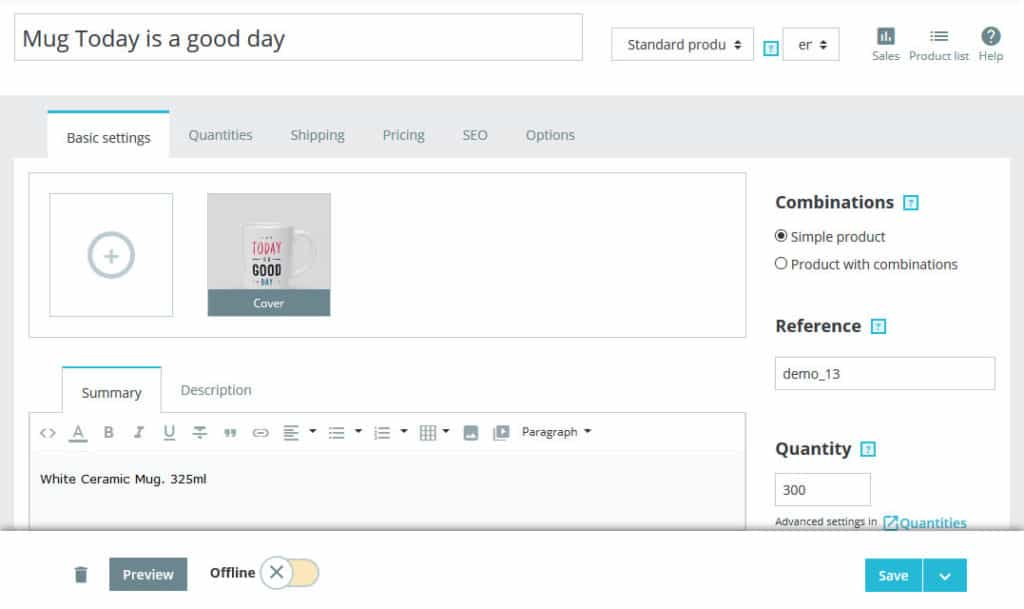 Mug Today is a good day
Standard produ
?
er
Sales
Product list
?
Help
Basic settings
Quantities
Shipping
Pricing
SEO
Options
TODAY
GOOD
DAY
Cover
Combinations ?
Simple product
Product with combinations
Reference ?
demo_13
Summary
Description
A B I U
Paragraph
White Ceramic Mug. 325ml
Quantity ?
300
Advanced settings in Quantities
Preview
Offline
Save